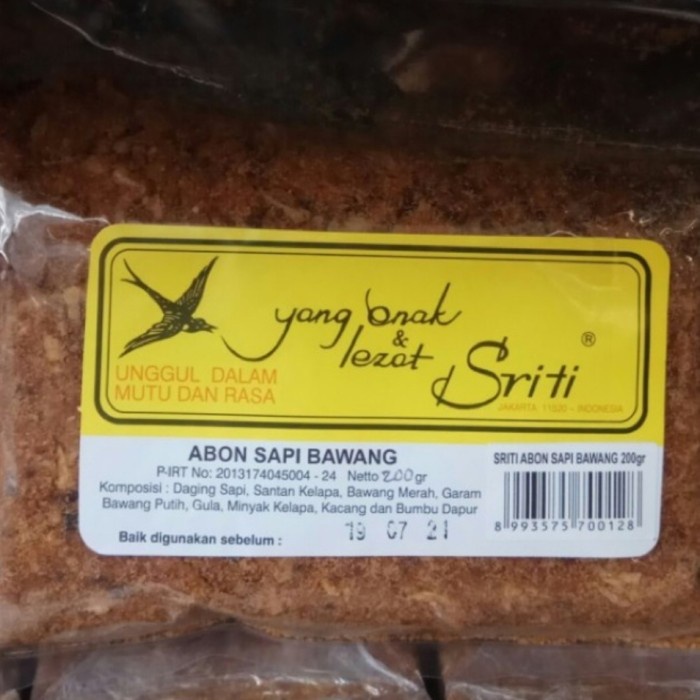 yang enak
&
lezat Sriti ®
UNGGUL DALAM
MUTU DAN RASA
JAKARTA 11530 - INDONESIA
ABON SAPI BAWANG
P-IRT No: 2013174045004 - 24 Netto 200 gr
Komposisi : Daging Sapi, Santan Kelapa, Bawang Merah, Garam
Bawang Putih, Gula, Minyak Kelapa, Kacang dan Bumbu Dapur
Baik digunakan sebelum : 19 07 21
SRITI ABON SAPI BAWANG 200gr
8 993575 700128